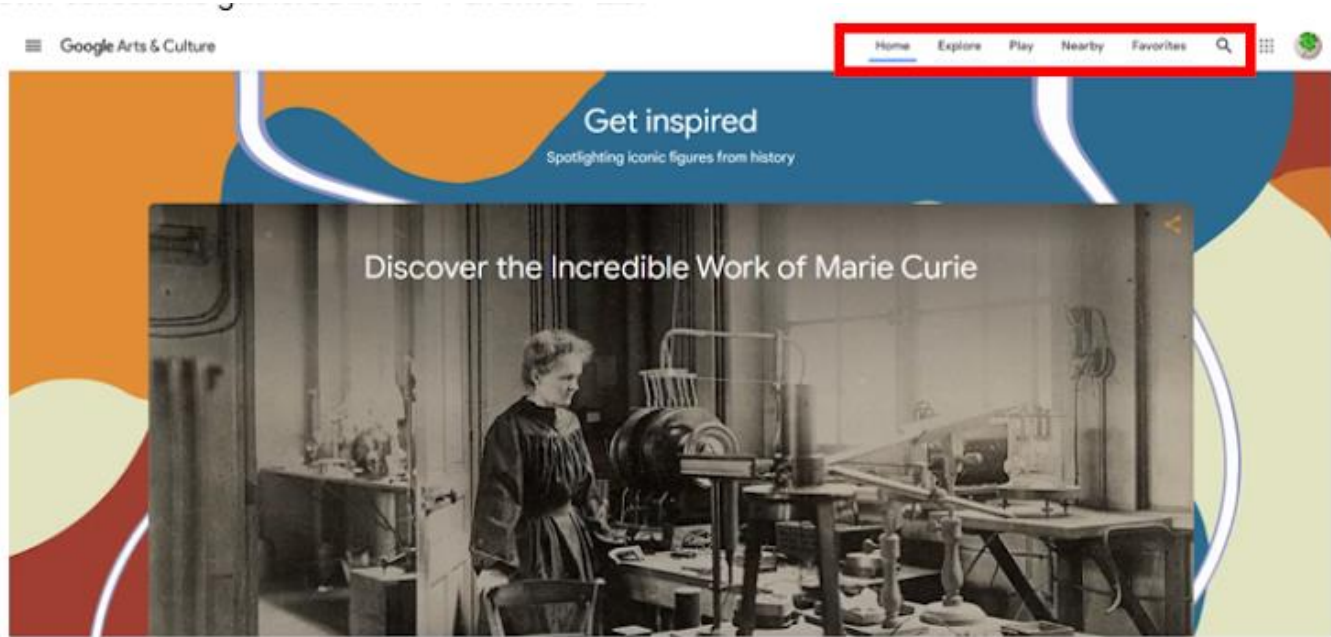 Google Arts & Culture
Home Explore Play Nearby Favorites
Get inspired
Spotlighting iconic figures from history
Discover the Incredible Work of Marie Curie